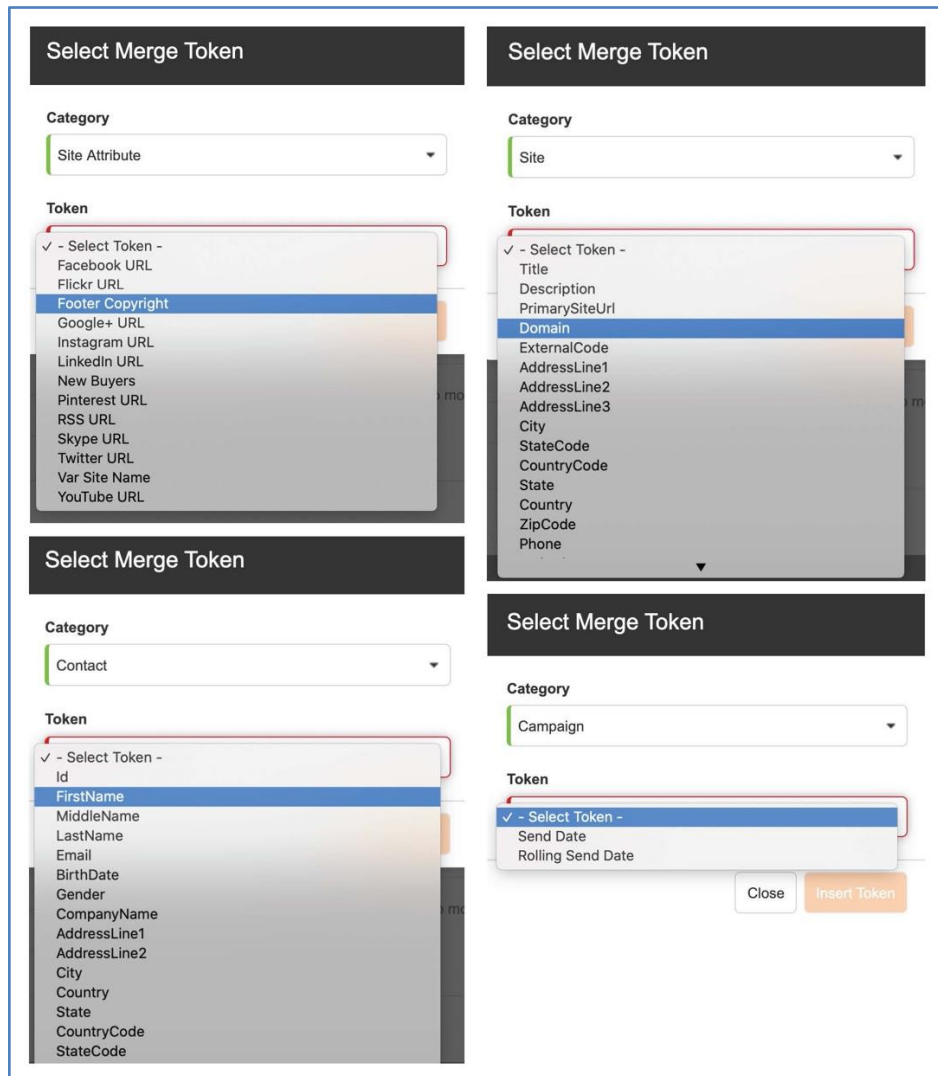 Select Merge Token
Category
Site Attribute
Token
✓ - Select Token -
Facebook URL
Flickr URL
Footer Copyright
Google+ URL
Instagram URL
LinkedIn URL
New Buyers
Pinterest URL
RSS URL
Skype URL
Twitter URL
Var Site Name
YouTube URL
Select Merge Token
Category
Site
Token
✓ - Select Token -
Title
Description
PrimarySiteUrl
Domain
ExternalCode
AddressLine1
AddressLine2
AddressLine3
City
StateCode
CountryCode
State
Country
ZipCode
Phone
Select Merge Token
Category
Contact
Token
✓ - Select Token -
Id
FirstName
MiddleName
LastName
Email
BirthDate
Gender
CompanyName
AddressLine1
AddressLine2
City
Country
State
CountryCode
StateCode
Select Merge Token
Category
Campaign
Token
✓ - Select Token -
Send Date
Rolling Send Date
Close Insert Token